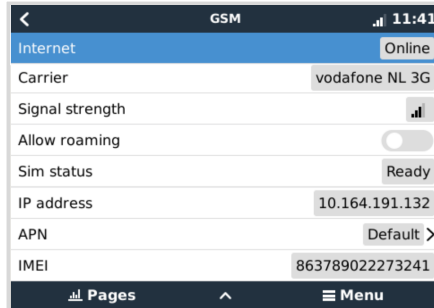 GSM 11:41
Internet Online
Carrier vodafone NL 3G
Signal strength
Allow roaming
Sim status Ready
IP address 10.164.191.132
APN Default
IMEI 863789022273241
Pages Menu